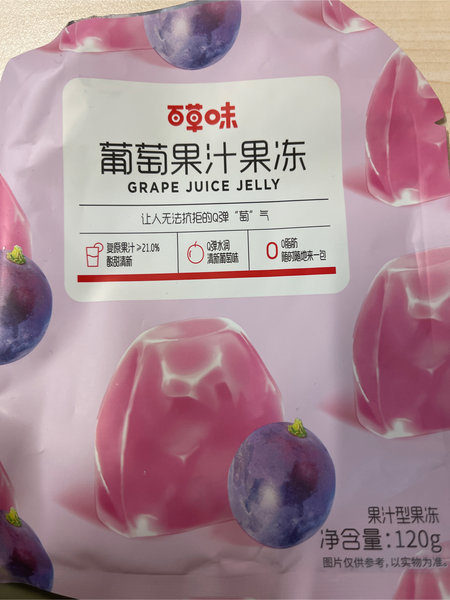 百草味
葡萄果汁果冻
GRAPE JUICE JELLY
让人无法抗拒的Q弹“萄”气
复原果汁≥21.0%
酸甜清新
Q弹水润
清新葡萄味
0
0脂肪
随时随地来一包
果汁型果冻
净含量:120g
图片仅供参考,以实物为准。